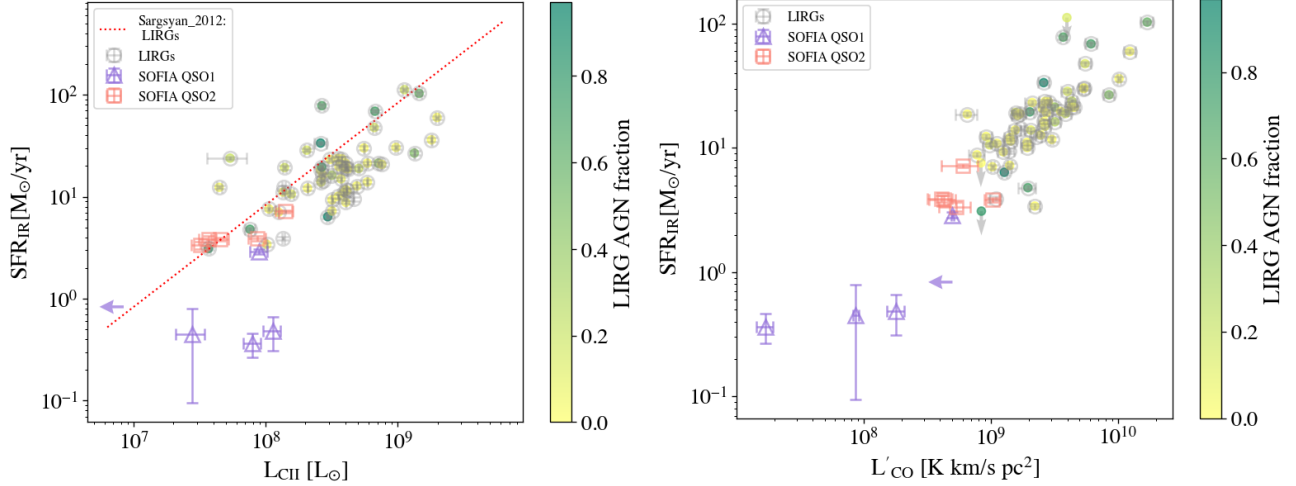 Sargsyan_2012:
LIRGs
LIRGs
SOFIA QSO1
SOFIA QSO2
10²
10¹
10⁰
10⁻¹
SFR_IR [M⊙/yr]
10⁷
10⁸
10⁹
L_CII [L⊙]
0.8
0.6
0.4
0.2
0.0
LIRG AGN fraction
LIRGs
SOFIA QSO1
SOFIA QSO2
10²
10¹
10⁰
10⁻¹
SFR_IR [M⊙/yr]
10⁸
10⁹
10¹⁰
L'_CO [K km/s pc²]
0.8
0.6
0.4
0.2
0.0
LIRG AGN fraction